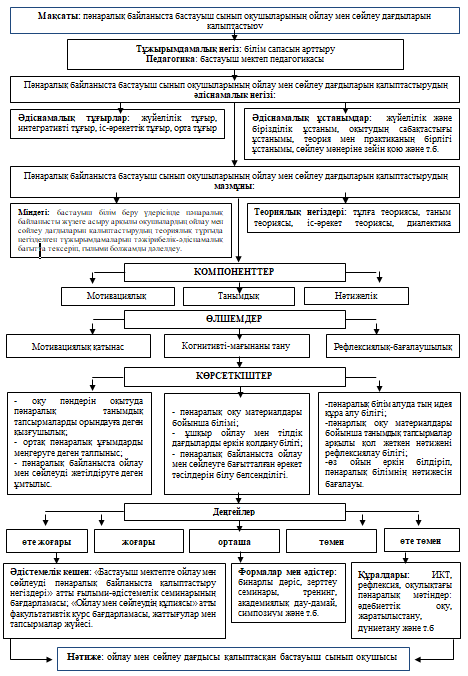 Мақсаты: пәнаралық байланыста бастауыш сынып оқушыларының ойлау мен сөйлеу дағдыларын
қалыптастыру
Тұжырымдамалық негіз: білім сапасын арттыру
Педагогика: бастауыш мектеп педагогикасы
Пәнаралық байланыста бастауыш сынып оқушыларының ойлау мен сөйлеу дағдыларын қалыптастырудың
әдіснамалық негізі:
Әдіснамалық тұғырлар: жүйелілік тұғыр,
интегративті тұғыр, іс-әрекеттік тұғыр, орта тұғыр
Әдіснамалық ұстанымдар: жүйелілік және
бірізділік ұстаным, оқытудың сабақтастығы
ұстанымы, теория мен практиканың бірлігі
ұстанымы, сөйлеу мәнеріне зейін қою және т.б.
Пәнаралық байланыста бастауыш сынып оқушыларының ойлау мен сөйлеу дағдыларын қалыптастырудың
мазмұны:
Міндеті: бастауыш білім беру үдерісінде пәнаралық
байланысты жүзеге асыру арқылы оқушылардың ойлау мен
сөйлеу дағдыларын қалыптастырудың теориялық тұрғыда
негізделген тұжырымдамаларын тәжірибелік-әдіснамалық
бағытта тексеріп, ғылыми болжамды дәлелдеу.
Теориялық негіздері: тұлға теориясы, таным
теориясы, іс-әрекет теориясы, диалектика
КОМПОНЕНТТЕР
Мотивациялық
Танымдық
Нәтижелік
ӨЛШЕМДЕР
Мотивациялық қатынас
Когнитивті-мағынаны тану
Рефлексиялық-бағалаушылық
КӨРСЕТКІШТЕР
- оқу пәндерін оқытуда
пәнаралық танымдық
тапсырмаларды орындауға деген
қызғушылық;
- ортақ пәнаралық ұғымдарды
меңгеруге деген талпыныс;
- пәнаралық байланыста ойлау
мен сөйлеуді жетілдіруге деген
ұмтылыс.
- пәнаралық оқу материалдары
бойынша білімі;
- ұшқыр ойлау мен тілдік
дағдыларды еркін қолдану білігі;
- пәнаралық байланыста ойлау
мен сөйлеуге бағытталған әрекет
тәсілдерін білу белсенділігі.
-пәнаралық білім алуда тың идея
құра алу білігі;
-пәнаралық оқу материалдары
бойынша танымдық тапсырмалар
арқылы қол жеткен нәтижені
рефлексиялау білігі;
-өз ойын еркін білдіріп,
пәнаралық білімнің нәтижесін
бағалауы.
Деңгейлер
өте жоғары
жоғары
орташа
төмен
өте төмен
Әдістемелік кешен: «Бастауыш мектепте ойлау мен
сөйлеуді пәнаралық байланыста қалыптастыру
негіздері» атты ғылыми-әдістемелік семинарының
бағдарламасы; «Ойлау мен сөйлеудің құпиясы» атты
факультативтік курс бағдарламасы, жаттығулар мен
тапсырмалар жүйесі.
Формалар мен әдістер:
бинарлы дәріс, зерттеу
семинары, тренинг,
академиялық дау-дамай,
симпозиум және т.б.
Құралдары: ИКТ,
рефлексия, оқулықтағы
пәнаралық мәтіндер:
әдебиеттік оқу,
жаратылыстану,
дүниетану және т.б
Нәтиже: ойлау мен сөйлеу дағдысы қалыптасқан бастауыш сынып оқушысы